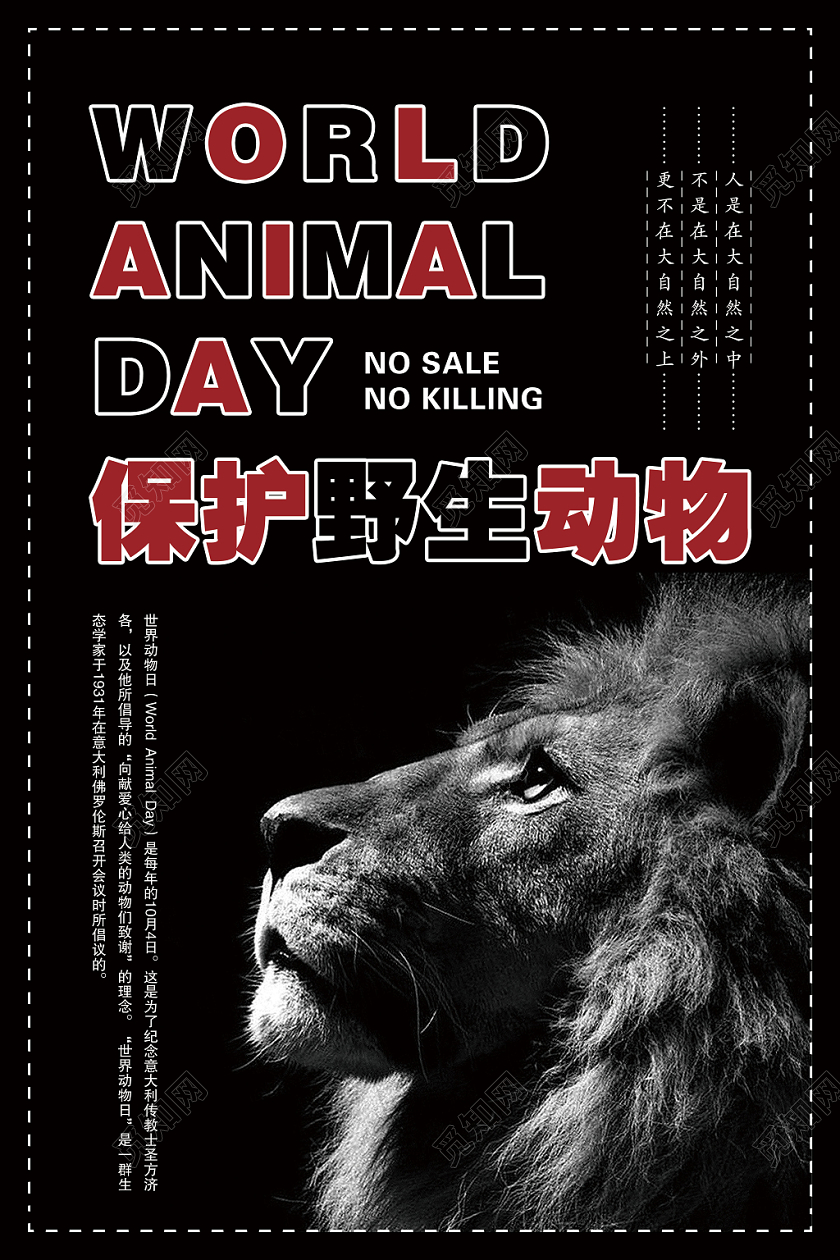 WORLD
ANIMAL
DAY
NO SALE
NO KILLING
人是在大自然之中
不是在大自然之外
更不在大自然之上
保护野生动物
世界动物日（World Animal Day）是每年的10月4日。这是为了纪念意大利传教士圣方济
各，以及他所倡导的“向献爱心给人类的动物们致谢”的理念。“世界动物日”是一群生
态学家于1931年在意大利佛罗伦斯召开会议时所倡议的。
觅知网